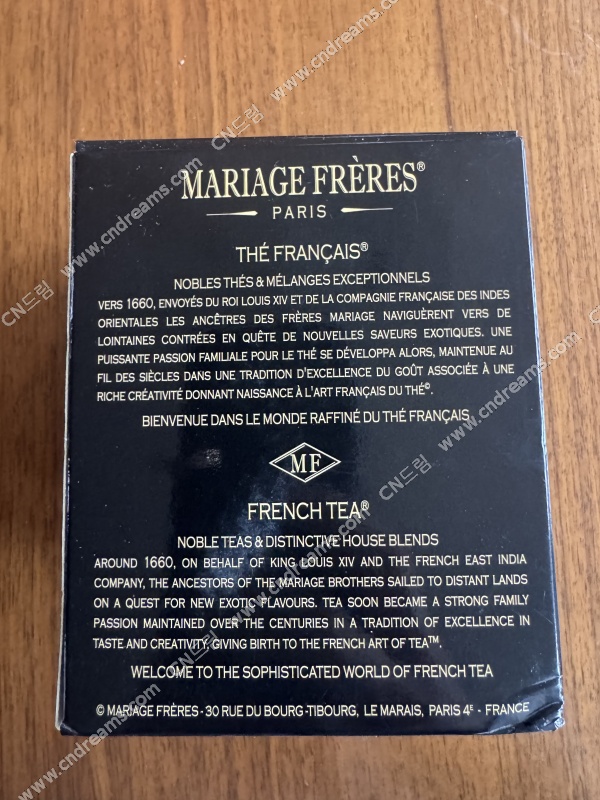 MARIAGE FRÈRES®
PARIS
THÉ FRANÇAIS®
NOBLES THÉS & MÉLANGES EXCEPTIONNELS
VERS 1660, ENVOYÉS DU ROI LOUIS XIV ET DE LA COMPAGNIE FRANÇAISE DES INDES
ORIENTALES LES ANCÊTRES DES FRÈRES MARIAGE NAVIGUÈRENT VERS DE
LOINTAINES CONTRÉES EN QUÊTE DE NOUVELLES SAVEURS EXOTIQUES. UNE
PUISSANTE PASSION FAMILIALE POUR LE THÉ SE DÉVELOPPA ALORS, MAINTENUE AU
FIL DES SIÈCLES DANS UNE TRADITION D'EXCELLENCE DU GOÛT ASSOCIÉE À UNE
RICHE CRÉATIVITÉ DONNANT NAISSANCE À L'ART FRANÇAIS DU THÉ©.
BIENVENUE DANS LE MONDE RAFFINÉ DU THÉ FRANÇAIS
MF
FRENCH TEA®
NOBLE TEAS & DISTINCTIVE HOUSE BLENDS
AROUND 1660, ON BEHALF OF KING LOUIS XIV AND THE FRENCH EAST INDIA
COMPANY, THE ANCESTORS OF THE MARIAGE BROTHERS SAILED TO DISTANT LANDS
ON A QUEST FOR NEW EXOTIC FLAVOURS. TEA SOON BECAME A STRONG FAMILY
PASSION MAINTAINED OVER THE CENTURIES IN A TRADITION OF EXCELLENCE IN
TASTE AND CREATIVITY, GIVING BIRTH TO THE FRENCH ART OF TEA™.
WELCOME TO THE SOPHISTICATED WORLD OF FRENCH TEA
© MARIAGE FRÈRES - 30 RUE DU BOURG-TIBOURG, LE MARAIS, PARIS 4E - FRANCE
CN드림 www.cndreams.com